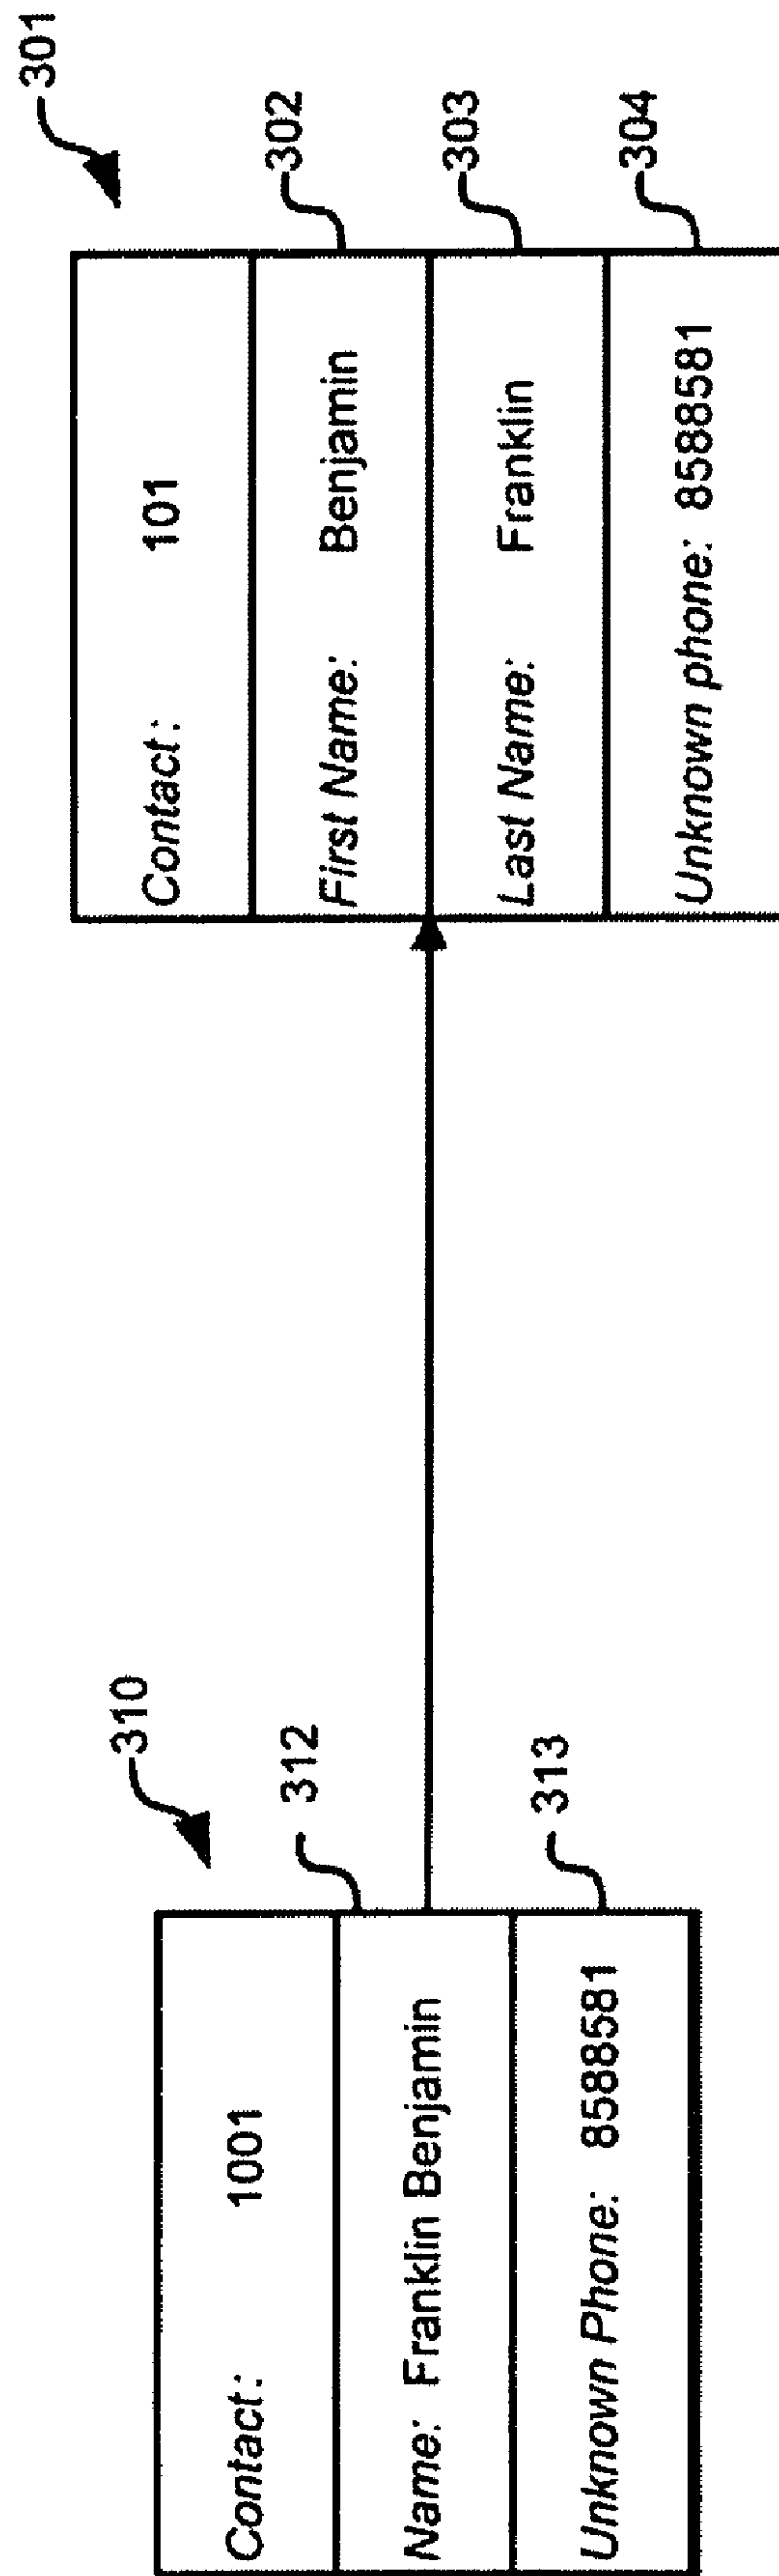 310
Contact: 1001
312
Name: Franklin Benjamin
313
Unknown Phone: 8588581
301
Contact: 101
302
First Name: Benjamin
303
Last Name: Franklin
304
Unknown phone: 8588581